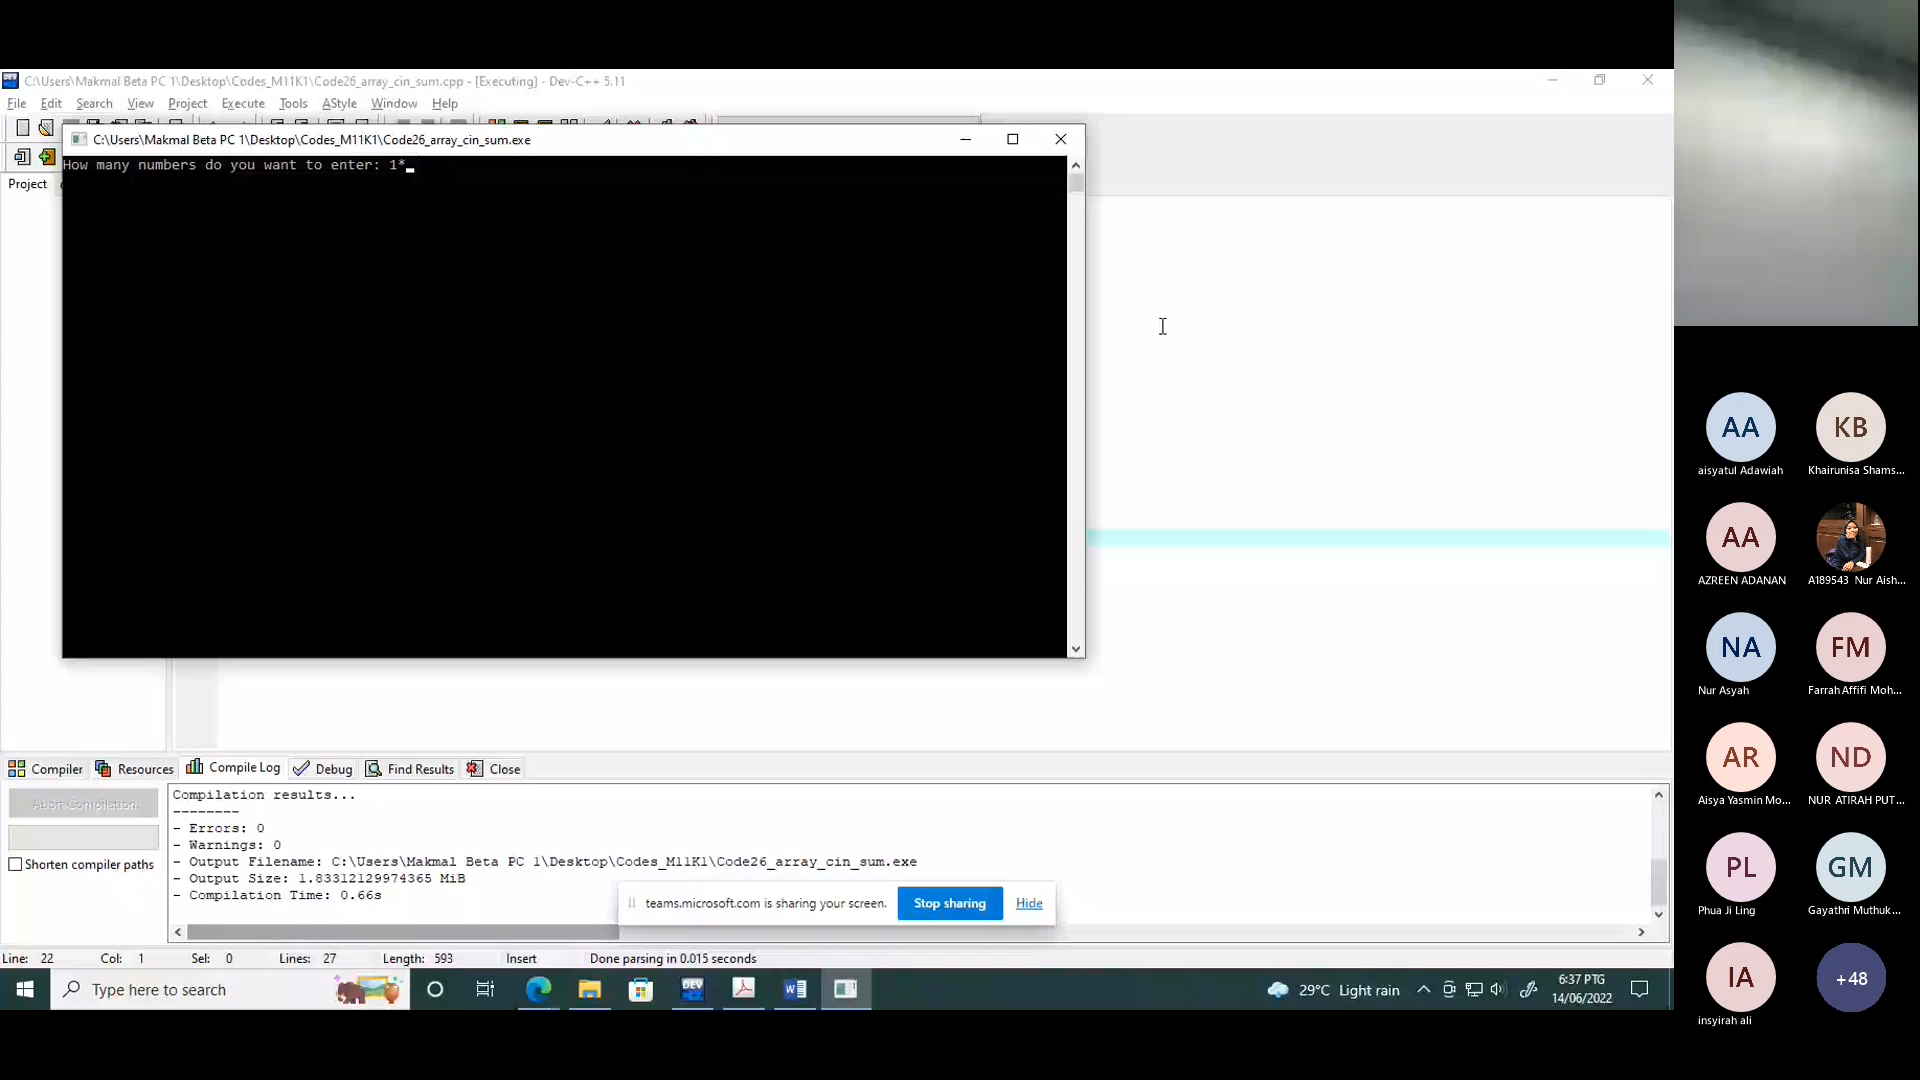 C:\Users\Makmal Beta PC 1\Desktop\Codes_M11K1\Code26_array_cin_sum.cpp - [Executing] - Dev-C++ 5.11
File Edit Search View Project Execute Tools AStyle Window Help
C:\Users\Makmal Beta PC 1\Desktop\Codes_M11K1\Code26_array_cin_sum.exe
How many numbers do you want to enter: 1*
Project
AA KB
aisyatul Adawiah Khairunisa Shams...
AA
AZREEN ADANAN A189543 Nur Aish...
NA FM
Nur Asyah Farrah Affifi Moh...
AR ND
Aisya Yasmin Mo... NUR ATIRAH PUT...
PL GM
Phua Ji Ling Gayathri Muthuk...
IA +48
insyirah ali
Compiler Resources Compile Log Debug Find Results Close
Abort Compilation
Shorten compiler paths
Compilation results...
--------
- Errors: 0
- Warnings: 0
- Output Filename: C:\Users\Makmal Beta PC 1\Desktop\Codes_M11K1\Code26_array_cin_sum.exe
- Output Size: 1.83312129974365 MiB
- Compilation Time: 0.66s
teams.microsoft.com is sharing your screen. Stop sharing Hide
Line: 22 Col: 1 Sel: 0 Lines: 27 Length: 593 Insert Done parsing in 0.015 seconds
Type here to search
DEV
29°C Light rain
6:37 PTG
14/06/2022